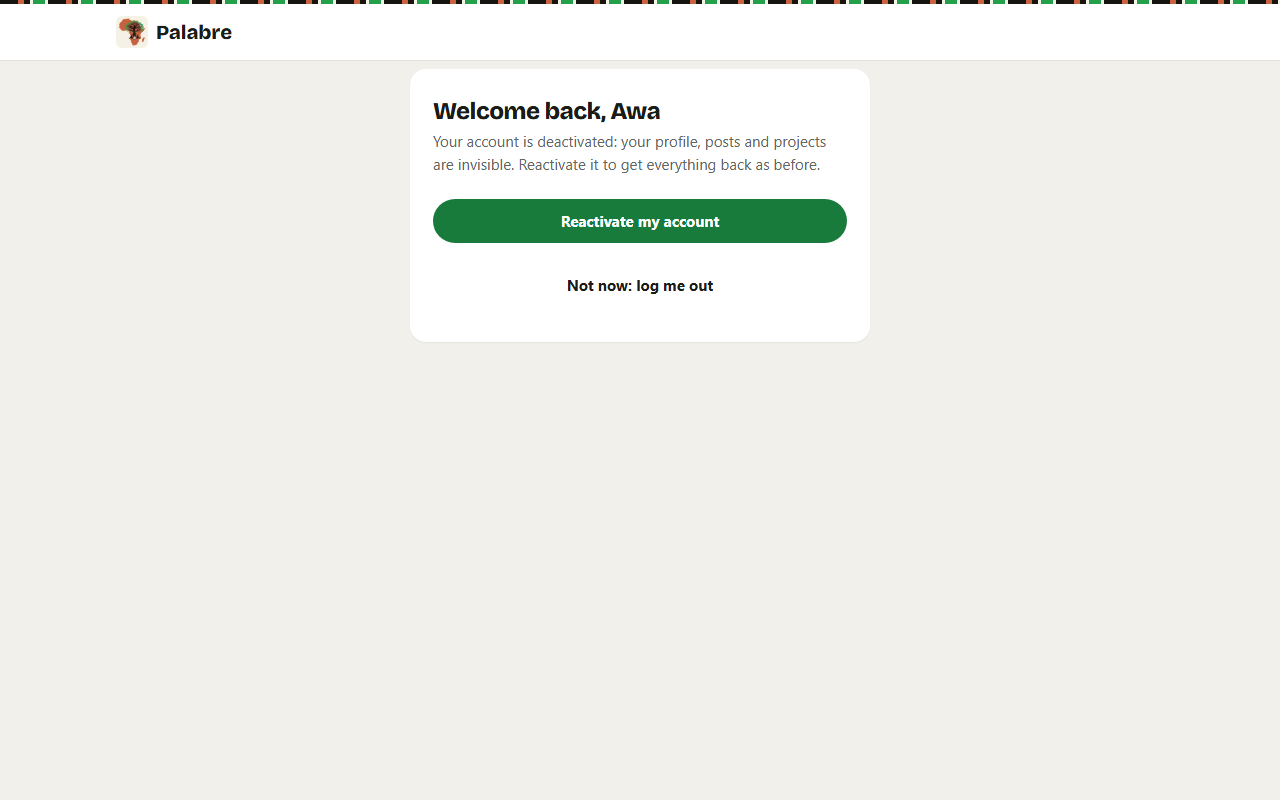 Palabre
Welcome back, Awa
Your account is deactivated: your profile, posts and projects
are invisible. Reactivate it to get everything back as before.
Reactivate my account
Not now: log me out